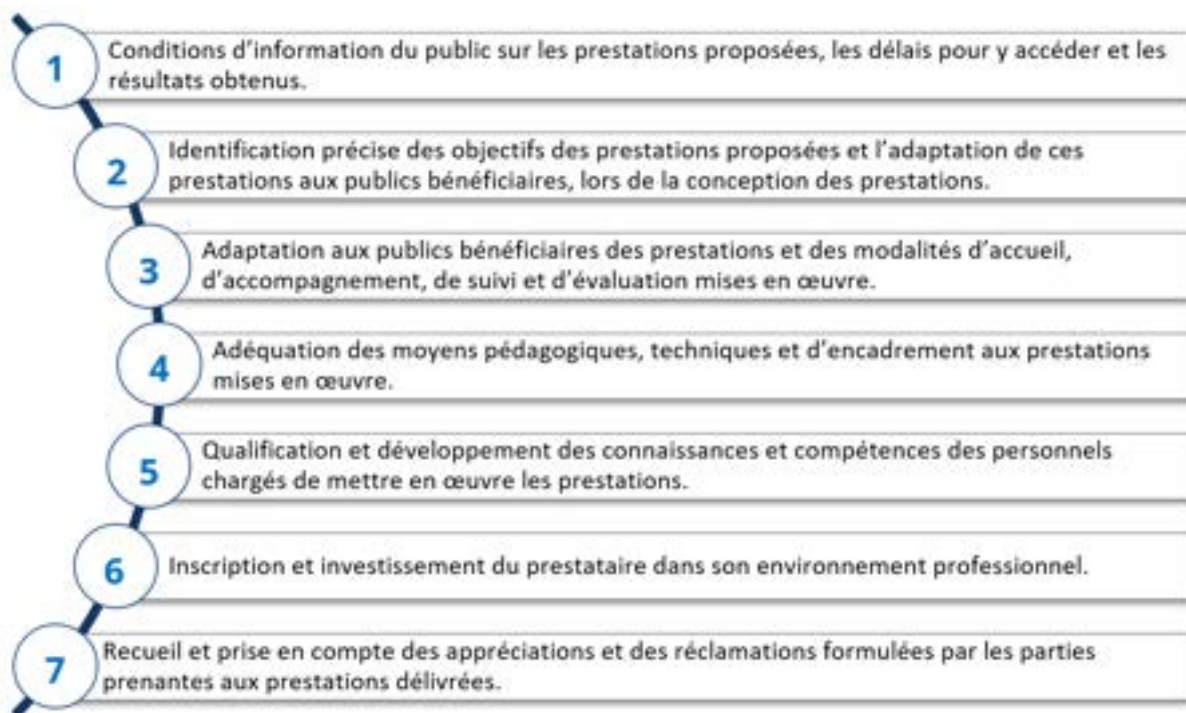 1
Conditions d'information du public sur les prestations proposées, les délais pour y accéder et les
résultats obtenus.
2
Identification précise des objectifs des prestations proposées et l'adaptation de ces
prestations aux publics bénéficiaires, lors de la conception des prestations.
3
Adaptation aux publics bénéficiaires des prestations et des modalités d'accueil,
d'accompagnement, de suivi et d'évaluation mises en œuvre.
4
Adéquation des moyens pédagogiques, techniques et d'encadrement aux prestations
mises en œuvre.
5
Qualification et développement des connaissances et compétences des personnels
chargés de mettre en œuvre les prestations.
6
Inscription et investissement du prestataire dans son environnement professionnel.
7
Recueil et prise en compte des appréciations et des réclamations formulées par les parties
prenantes aux prestations délivrées.